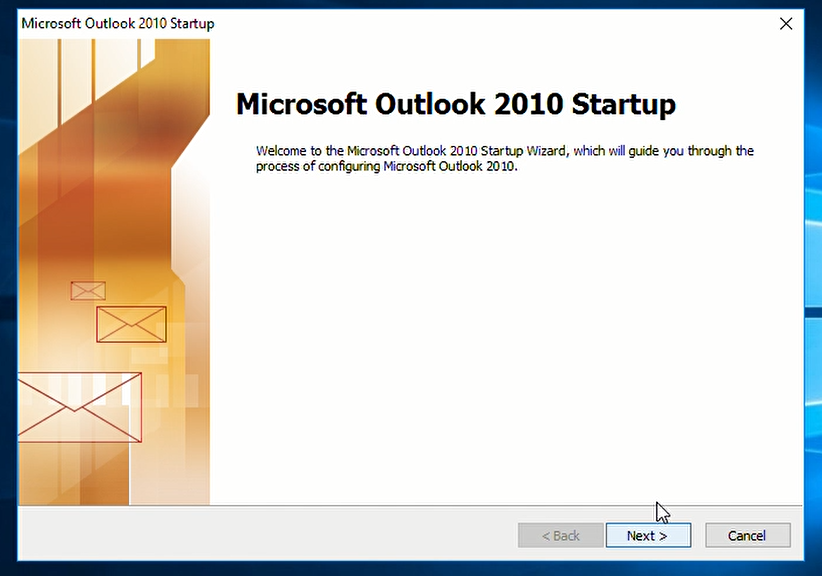 Microsoft Outlook 2010 Startup
Microsoft Outlook 2010 Startup
Welcome to the Microsoft Outlook 2010 Startup Wizard, which will guide you through the
process of configuring Microsoft Outlook 2010.
< Back
Next >
Cancel